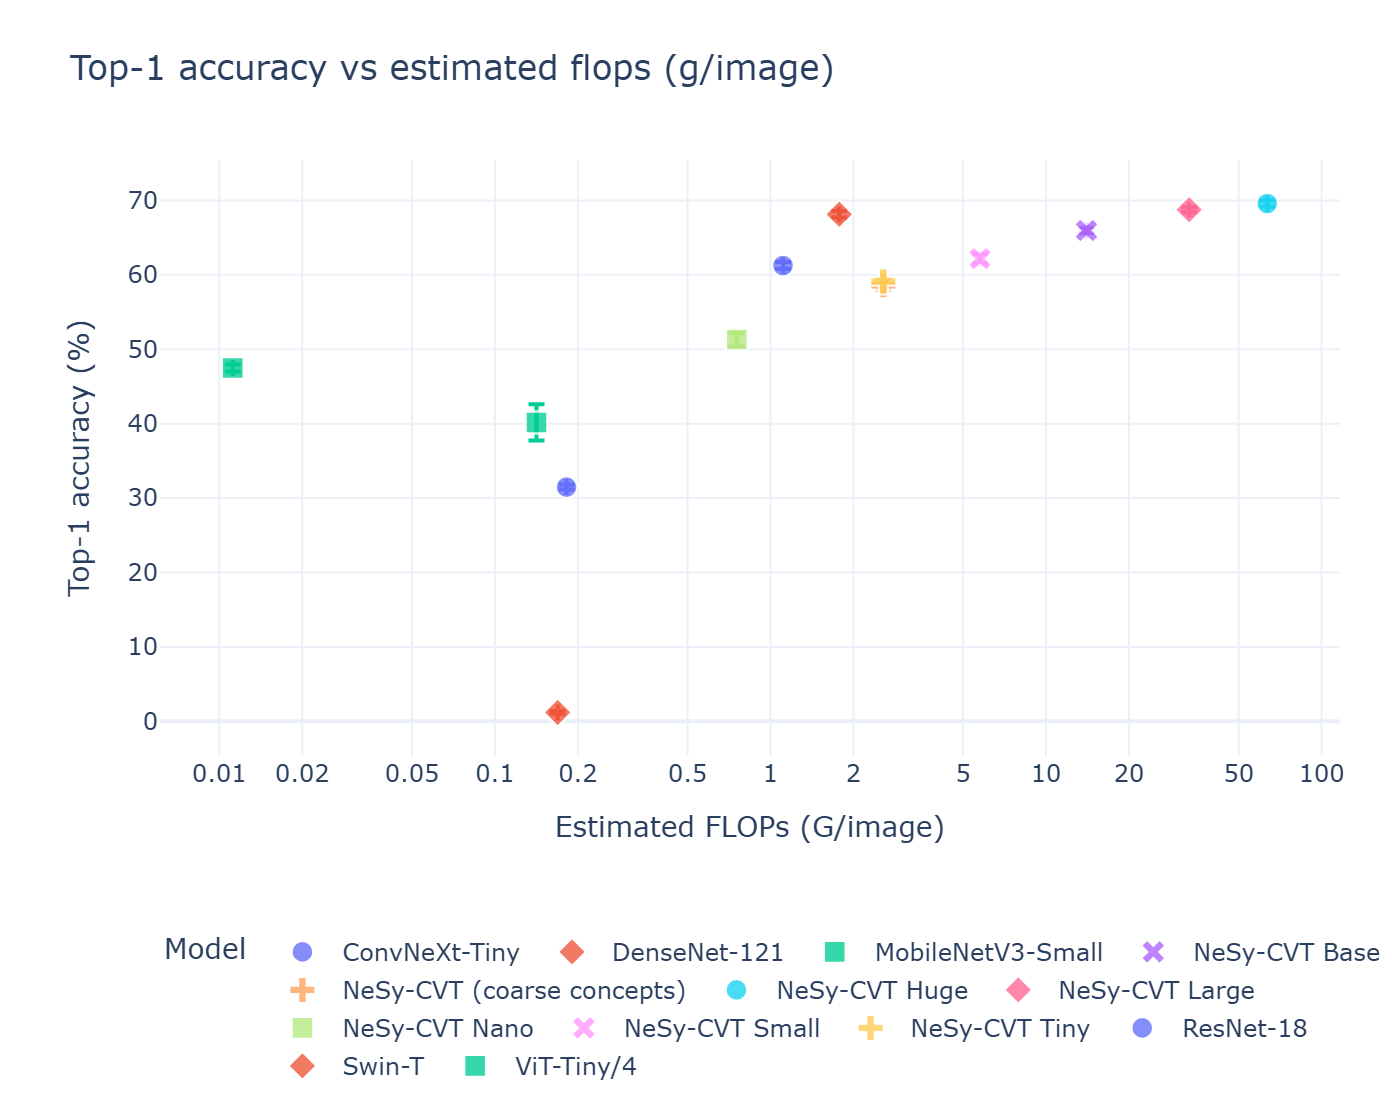 Top-1 accuracy vs estimated flops (g/image)
Top-1 accuracy (%)
70
60
50
40
30
20
10
0
0.01 0.02 0.05 0.1 0.2 0.5 1 2 5 10 20 50 100
Estimated FLOPs (G/image)
Model
ConvNeXt-Tiny DenseNet-121 MobileNetV3-Small NeSy-CVT Base
NeSy-CVT (coarse concepts) NeSy-CVT Huge NeSy-CVT Large
NeSy-CVT Nano NeSy-CVT Small NeSy-CVT Tiny ResNet-18
Swin-T ViT-Tiny/4